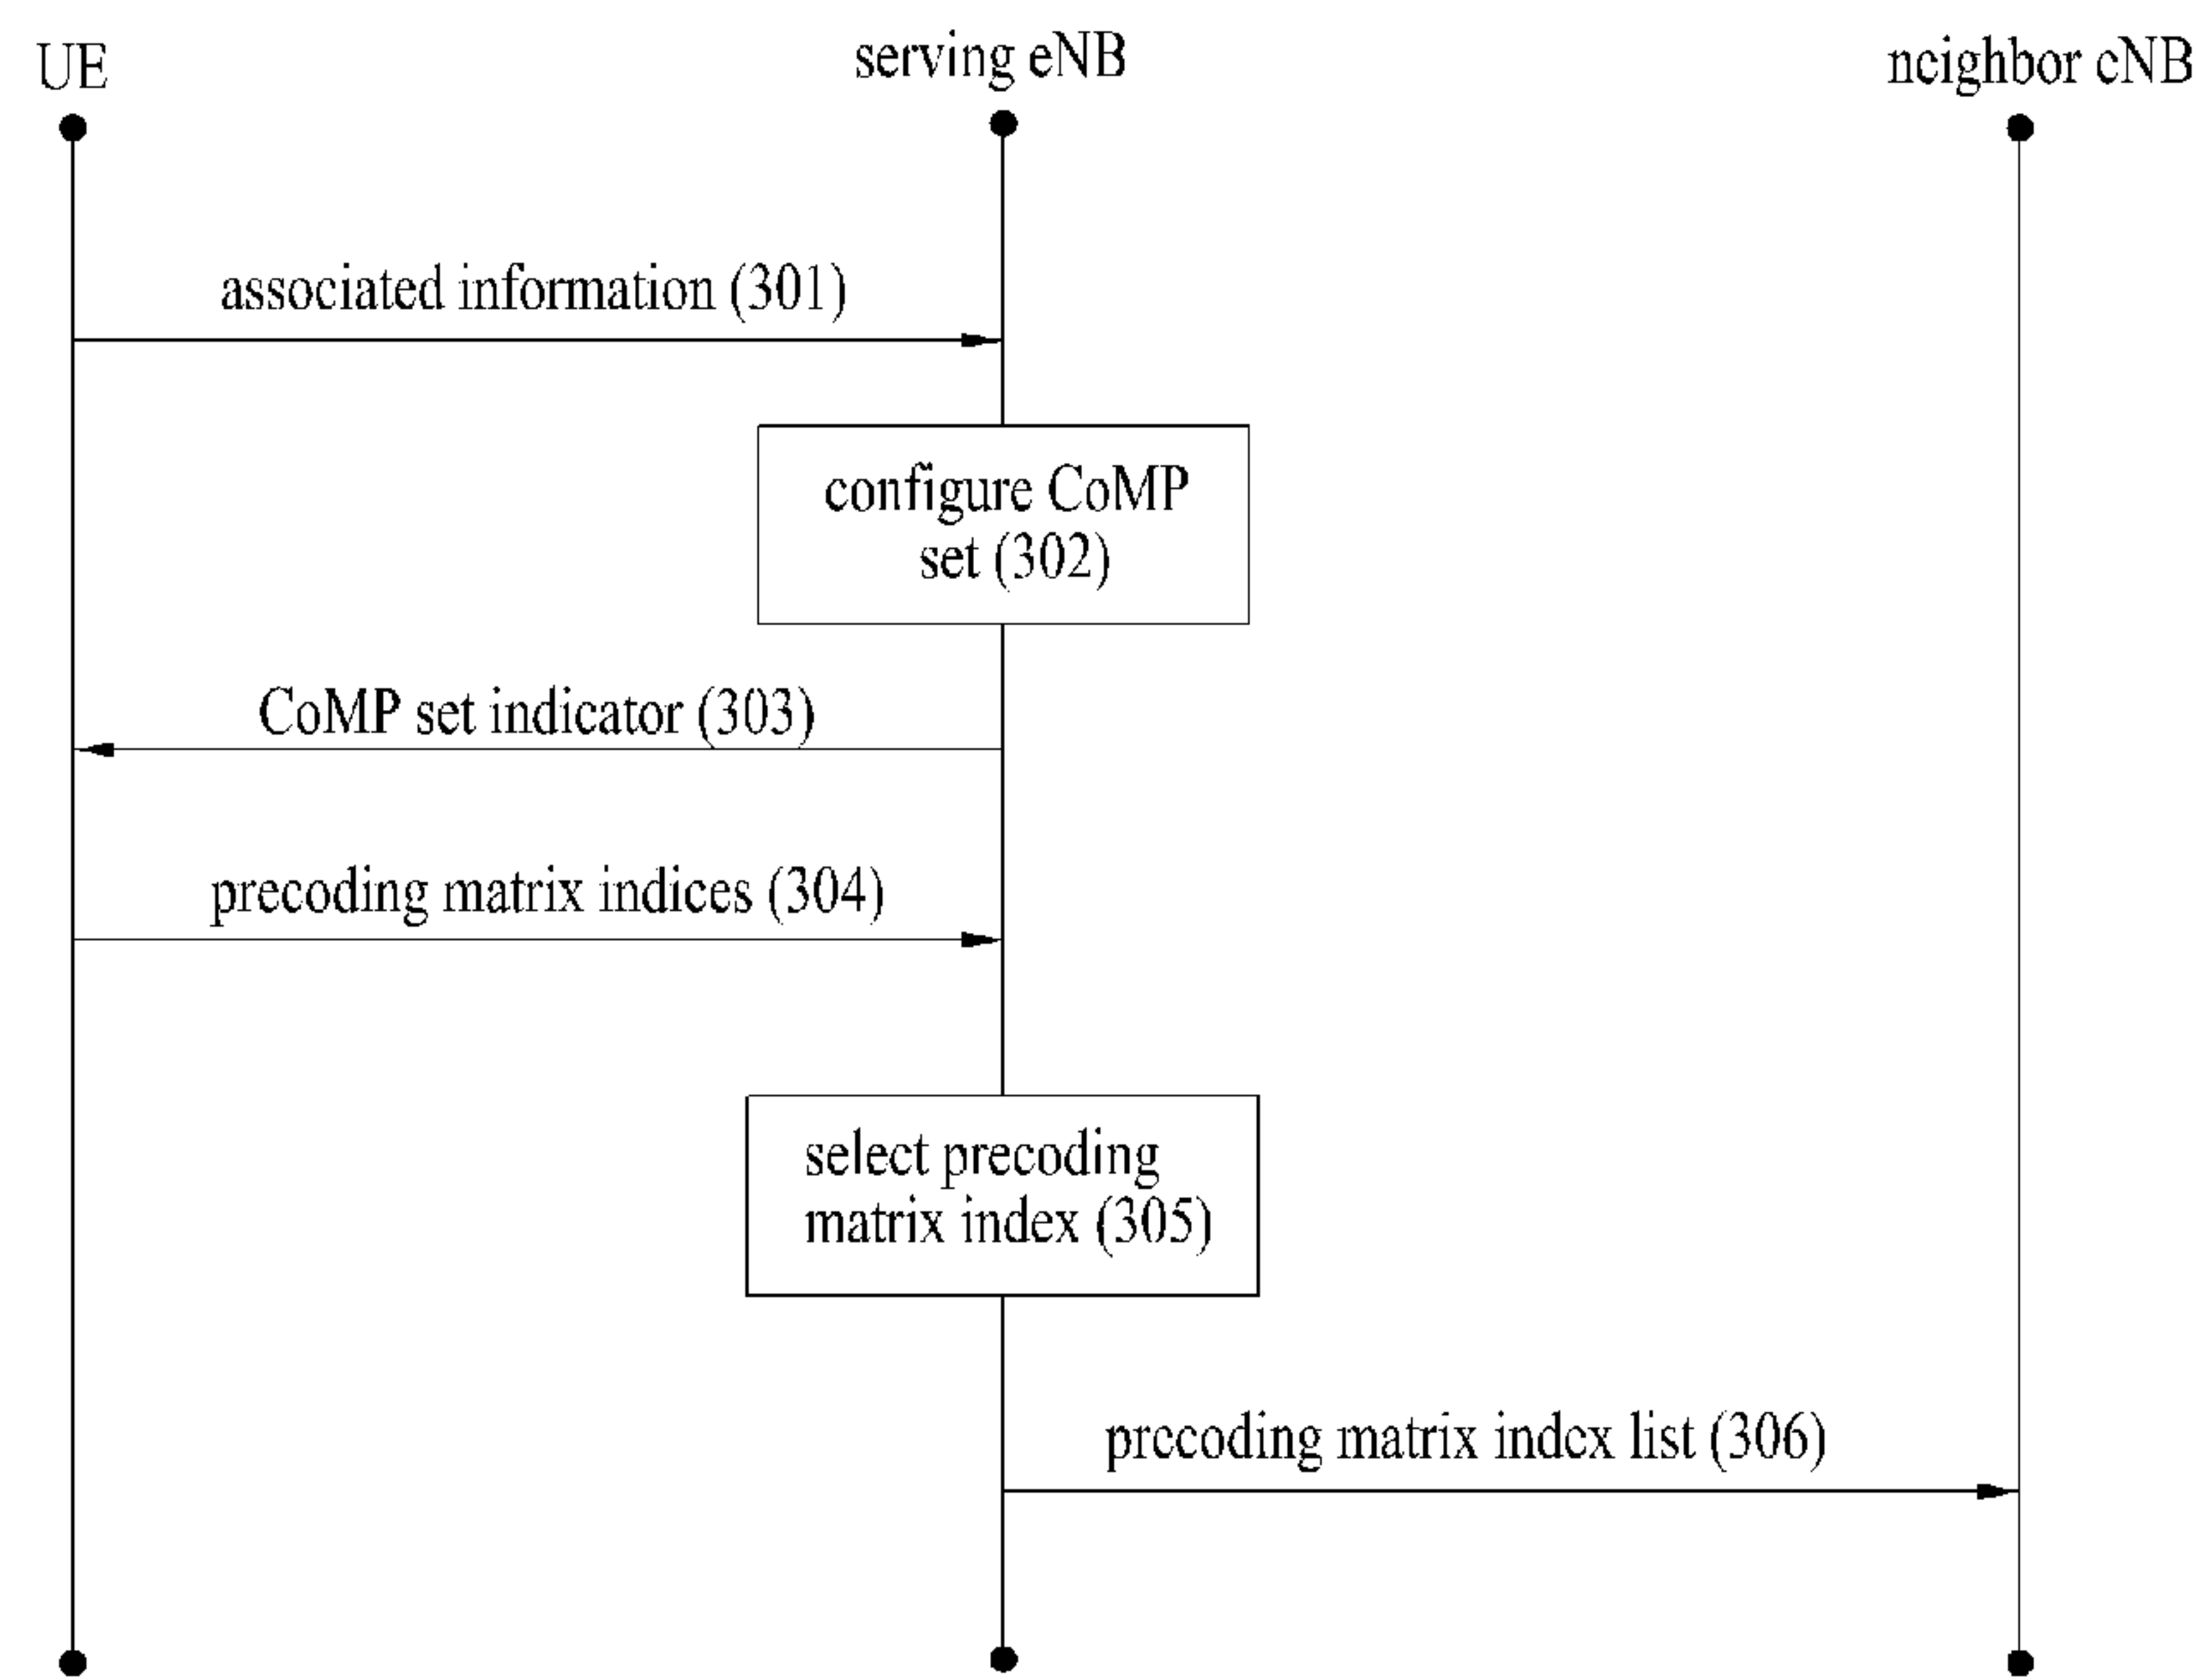 UE
serving eNB
neighbor eNB
associated information (301)
configure CoMP
set (302)
CoMP set indicator (303)
precoding matrix indices (304)
select precoding
matrix index (305)
precoding matrix index list (306)